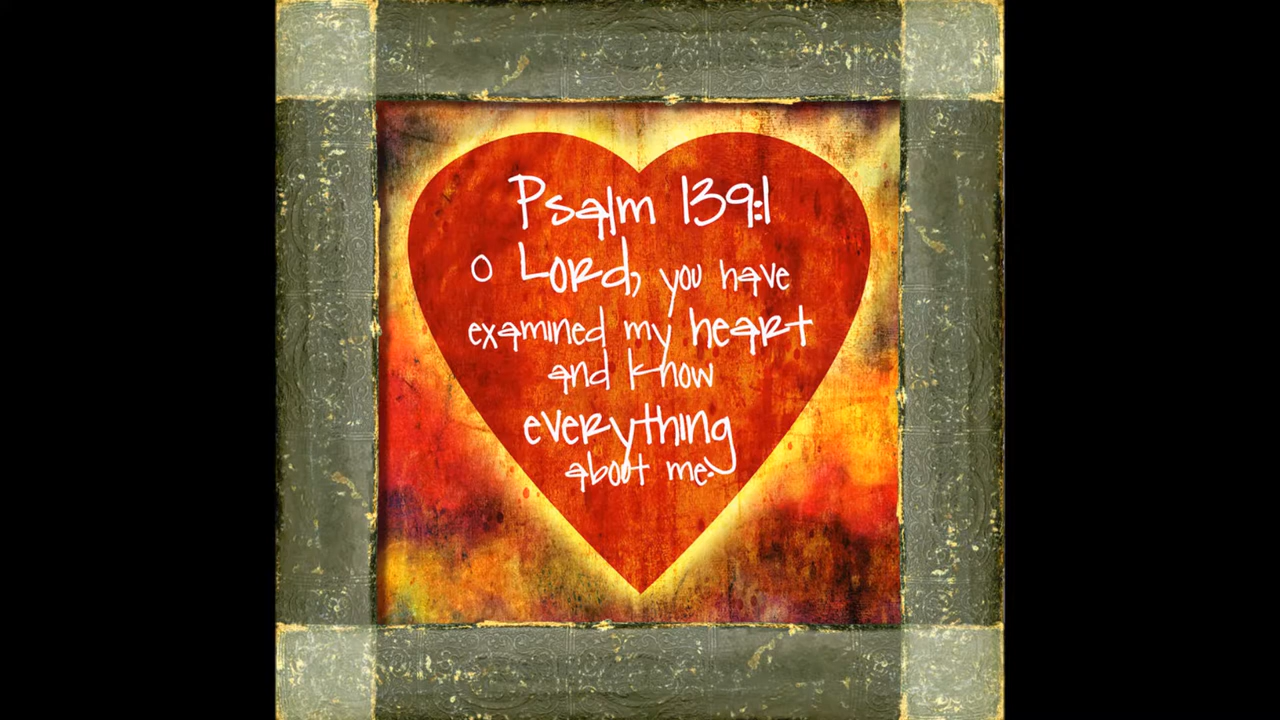 Psalm 139:1
O Lord, you have
examined my heart
and know
everything
about me.